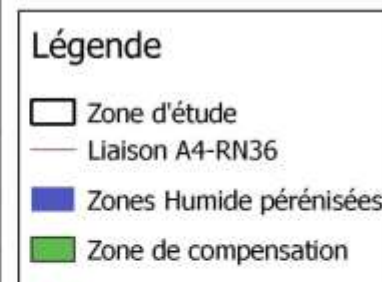 Légende
Zone d'étude
Liaison A4-RN36
Zones Humide pérénisées
Zone de compensation